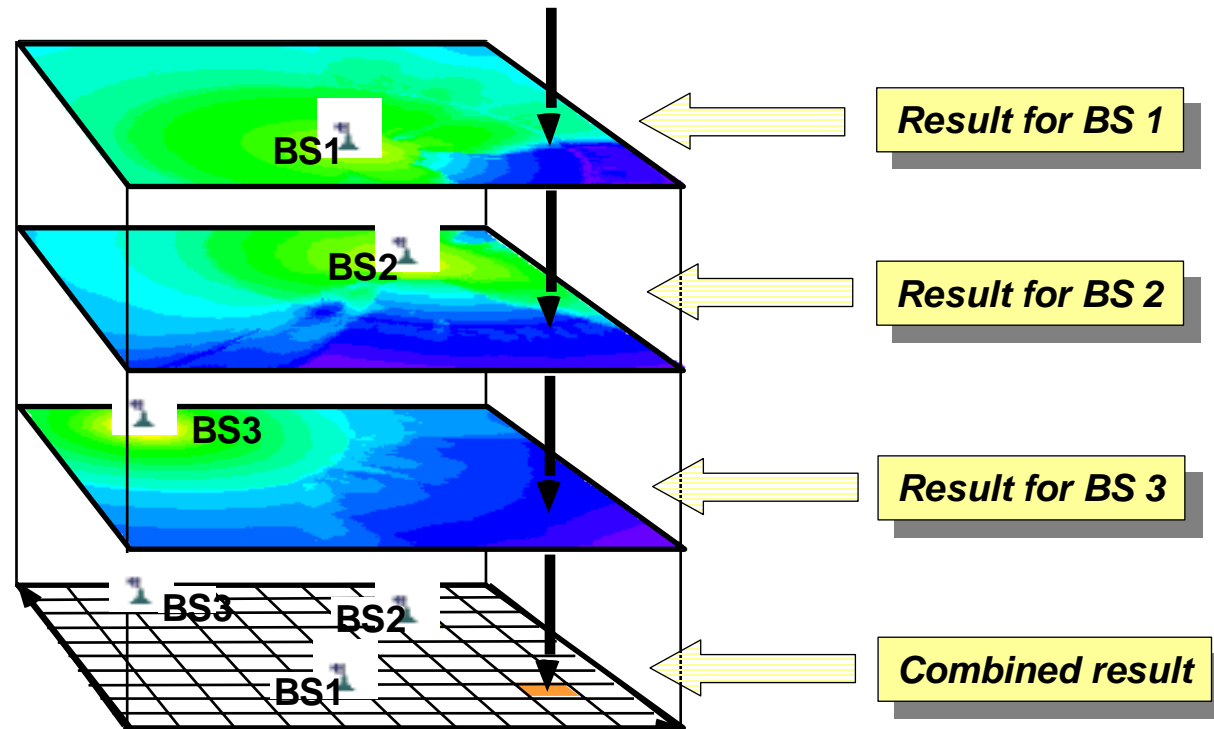 BS1
Result for BS 1
BS2
Result for BS 2
BS3
Result for BS 3
BS3
BS2
BS1
Combined result